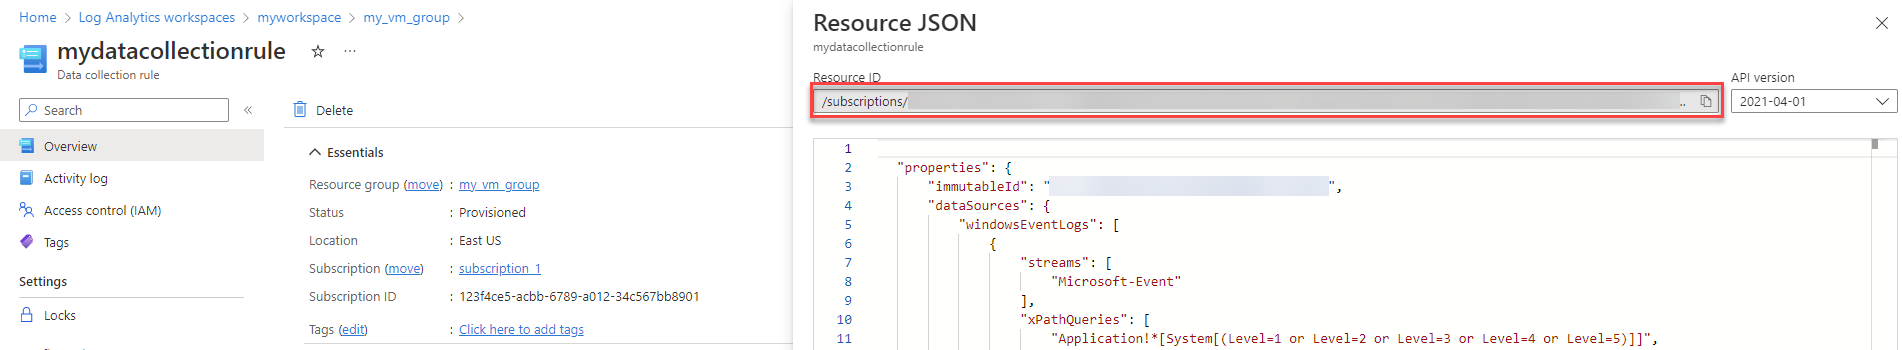 Home > Log Analytics workspaces > myworkspace > my_vm_group >
mydatacollectionrule ☆ ...
Data collection rule
Search «
Overview
Activity log
Access control (IAM)
Tags
Settings
Locks
Delete
Essentials
Resource group (move) : my_vm_group
Status : Provisioned
Location : East US
Subscription (move) : subscription_1
Subscription ID : 123f4ce5-acbb-6789-a012-34c567bb8901
Tags (edit) : Click here to add tags
Resource JSON
mydatacollectionrule
Resource ID
/subscriptions/ ..
API version
2021-04-01
1
2 "properties": {
3 "immutableId": "",
4 "dataSources": {
5 "windowsEventLogs": [
6 {
7 "streams": [
8 "Microsoft-Event"
9 ],
10 "xPathQueries": [
11 "Application!*[System[(Level=1 or Level=2 or Level=3 or Level=4 or Level=5)]]",